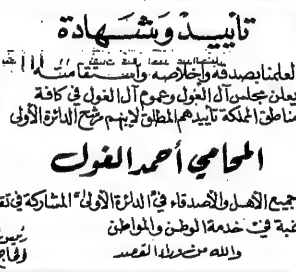 تأييد وشهادة
لعلمنا بصدقه وإخلاصه واستقامته
يعلن مجلس آل الغول وعموم آل الغول في كافة
مناطق المملكة تأييدهم المطلق لابنهم مرشح الدائرة الأولى
المحامي أحمد الغول
جميع الأهل والأصدقاء في "الدائرة الأولى" المشاركة في
في خدمة الوطن والمواطن
والله من وراء القصد